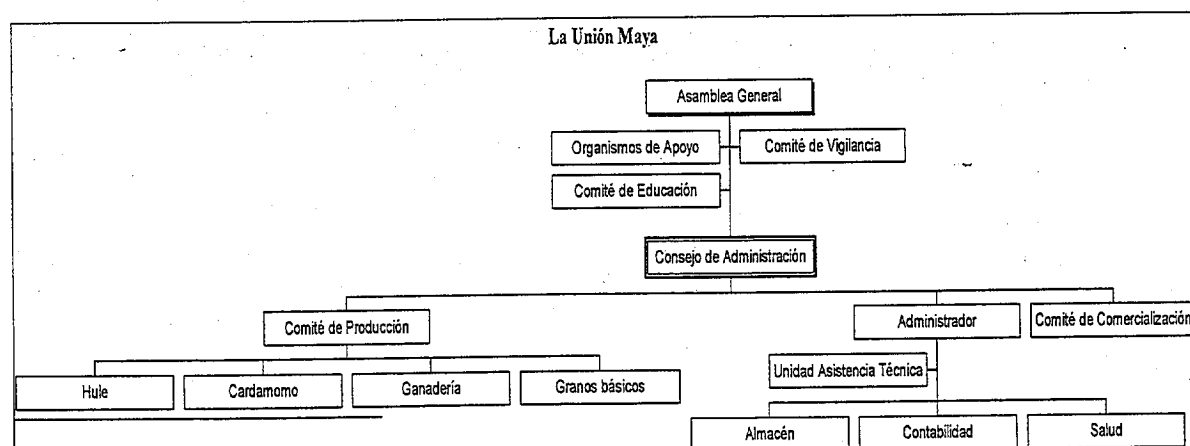 La Unión Maya
Asamblea General
Organismos de Apoyo
Comité de Vigilancia
Comité de Educación
Consejo de Administración
Comité de Producción
Administrador
Comité de Comercialización
Hule
Cardamomo
Ganadería
Granos básicos
Unidad Asistencia Técnica
Almacén
Contabilidad
Salud